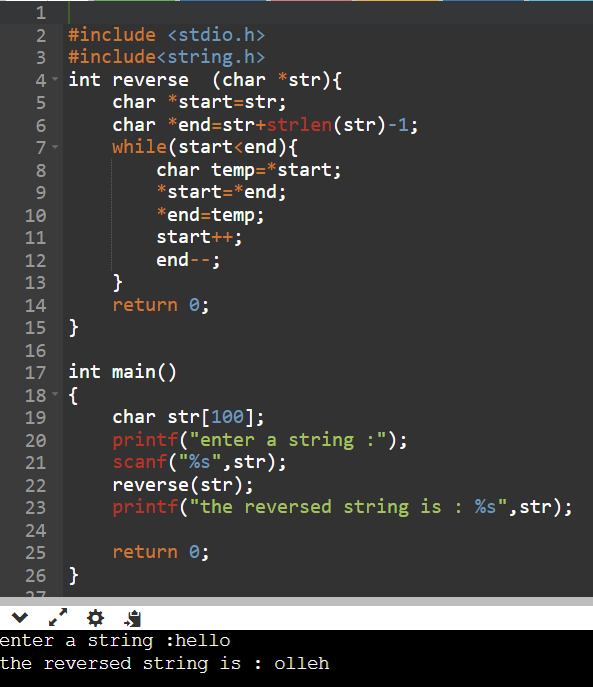 1
2 #include <stdio.h>
3 #include<string.h>
4 int reverse  (char *str){
5     char *start=str;
6     char *end=str+strlen(str)-1;
7     while(start<end){
8         char temp=*start;
9         *start=*end;
10         *end=temp;
11         start++;
12         end--;
13     }
14     return 0;
15 }
16
17 int main()
18 {
19     char str[100];
20     printf("enter a string :");
21     scanf("%s",str);
22     reverse(str);
23     printf("the reversed string is : %s",str);
24
25     return 0;
26 }
27
enter a string :hello
the reversed string is : olleh